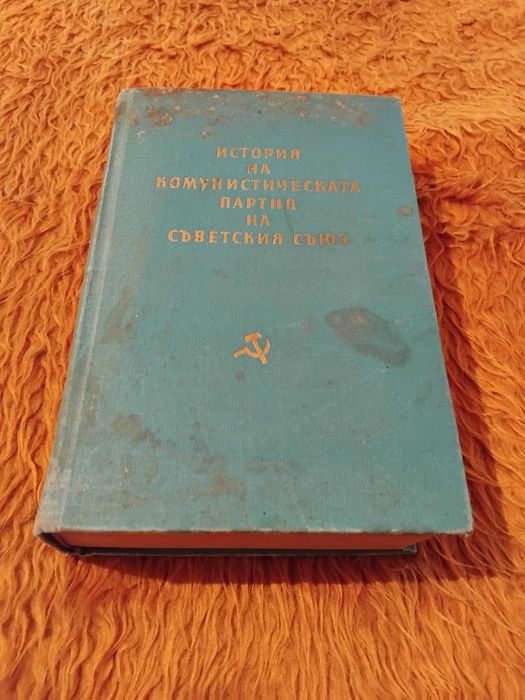 ИСТОРИЯ
НА
КОМУНИСТИЧЕСКАТА
ПАРТИЯ
НА
СЪВЕТСКИЯ СЪЮЗ